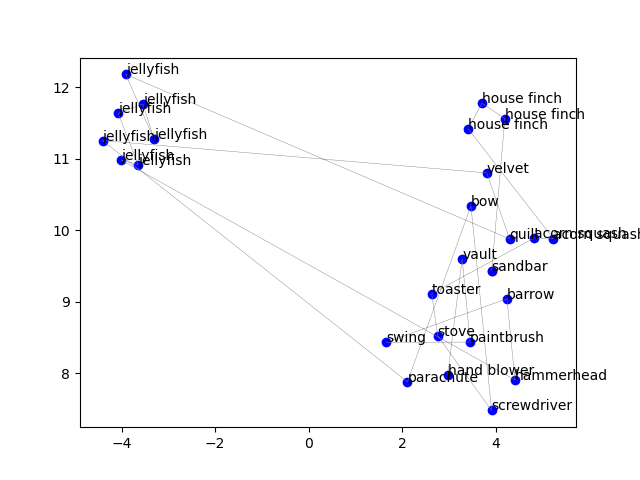 jellyfish
jellyfish
house finch
jellyfish
house finch
house finch
jellyfish
jellyfish
jellyfish
jellyfish
velvet
bow
quill
acorn squash
acorn squash
vault
sandbar
toaster
barrow
swing
stove
paintbrush
parachute
hand blower
hammerhead
screwdriver
12
11
10
9
8
−4
−2
0
2
4